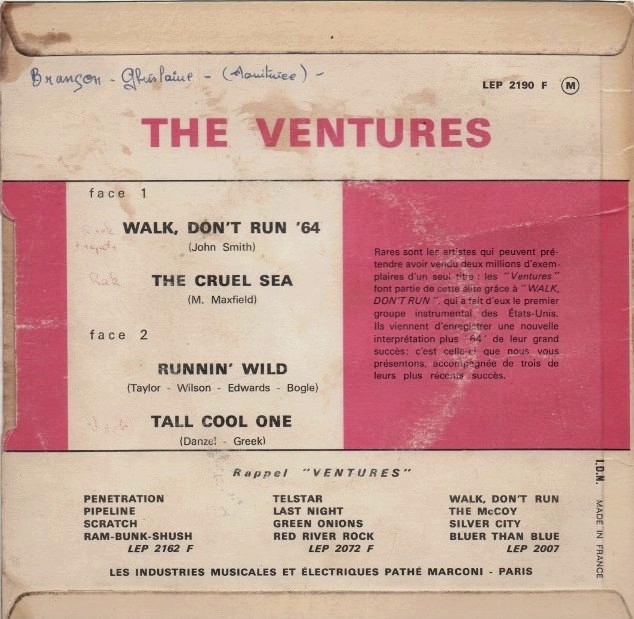 Brançon - Ghislaine -
LEP 2190 F M
THE VENTURES
face 1
WALK, DON'T RUN '64
(John Smith)
THE CRUEL SEA
(M. Maxfield)
face 2
RUNNIN' WILD
(Taylor - Wilson - Edwards - Bogle)
TALL COOL ONE
(Danzel - Greek)
Rares sont les artistes qui peuvent pré-
tendre avoir vendu deux millions d'exem-
plaires d'un seul titre : les "Ventures"
font partie de cette élite grâce à "WALK,
DON'T RUN", qui a fait d'eux le premier
groupe instrumental des États-Unis.
Ils viennent d'enregistrer une nouvelle
interprétation plus '64' de leur grand
succès; c'est celle-ci que nous vous
présentons, accompagnée de trois de
leurs plus récents succès.
Rappel "VENTURES"
PENETRATION
PIPELINE
SCRATCH
RAM-BUNK-SHUSH
LEP 2162 F
TELSTAR
LAST NIGHT
GREEN ONIONS
RED RIVER ROCK
LEP 2072 F
WALK, DON'T RUN
THE McCOY
SILVER CITY
BLUER THAN BLUE
LEP 2007
LES INDUSTRIES MUSICALES ET ÉLECTRIQUES PATHÉ MARCONI - PARIS
I.D.N. MADE IN FRANCE